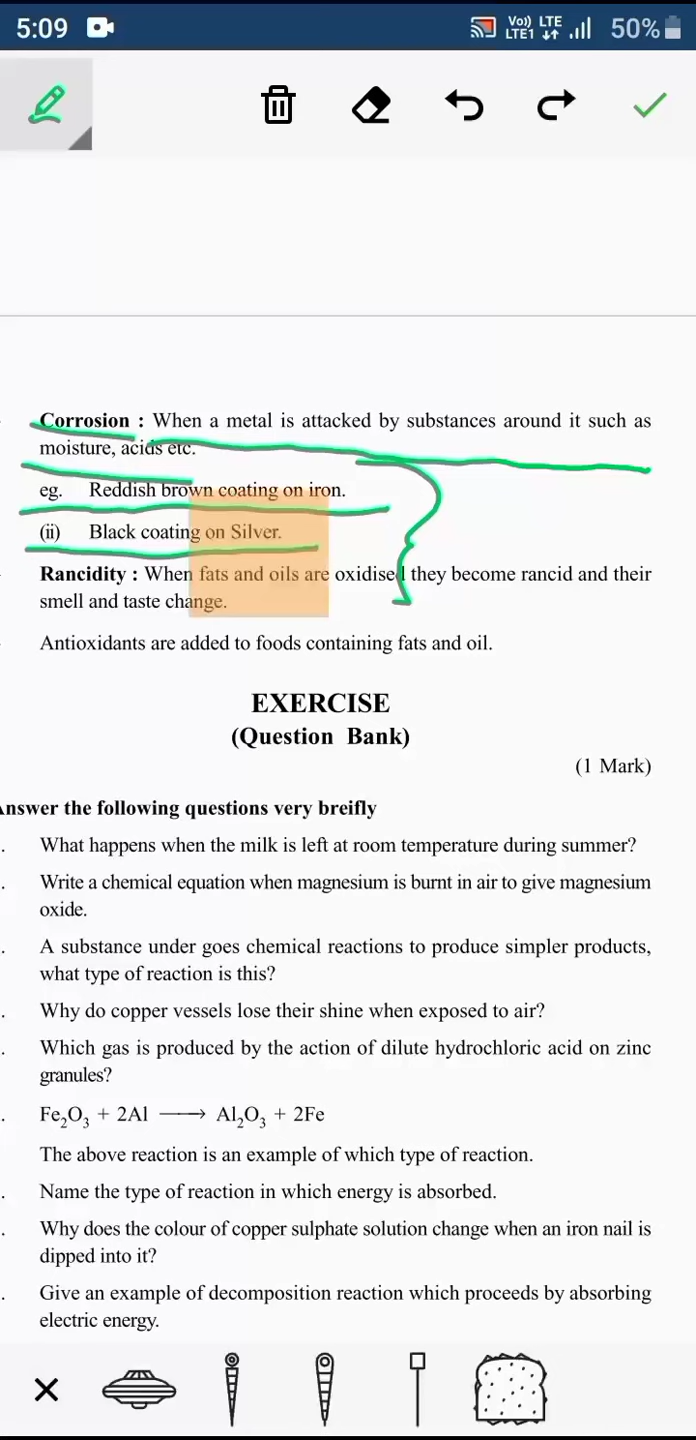 5:09
Vo)) LTE
LTE1
50%
Corrosion : When a metal is attacked by substances around it such as
moisture, acids etc.
eg. Reddish brown coating on iron.
(ii) Black coating on Silver.
Rancidity : When fats and oils are oxidised they become rancid and their
smell and taste change.
Antioxidants are added to foods containing fats and oil.
EXERCISE
(Question Bank)
(1 Mark)
Answer the following questions very breifly
. What happens when the milk is left at room temperature during summer?
. Write a chemical equation when magnesium is burnt in air to give magnesium
oxide.
. A substance under goes chemical reactions to produce simpler products,
what type of reaction is this?
. Why do copper vessels lose their shine when exposed to air?
. Which gas is produced by the action of dilute hydrochloric acid on zinc
granules?
. Fe₂O₃ + 2Al ⟶ Al₂O₃ + 2Fe
The above reaction is an example of which type of reaction.
. Name the type of reaction in which energy is absorbed.
. Why does the colour of copper sulphate solution change when an iron nail is
dipped into it?
. Give an example of decomposition reaction which proceeds by absorbing
electric energy.